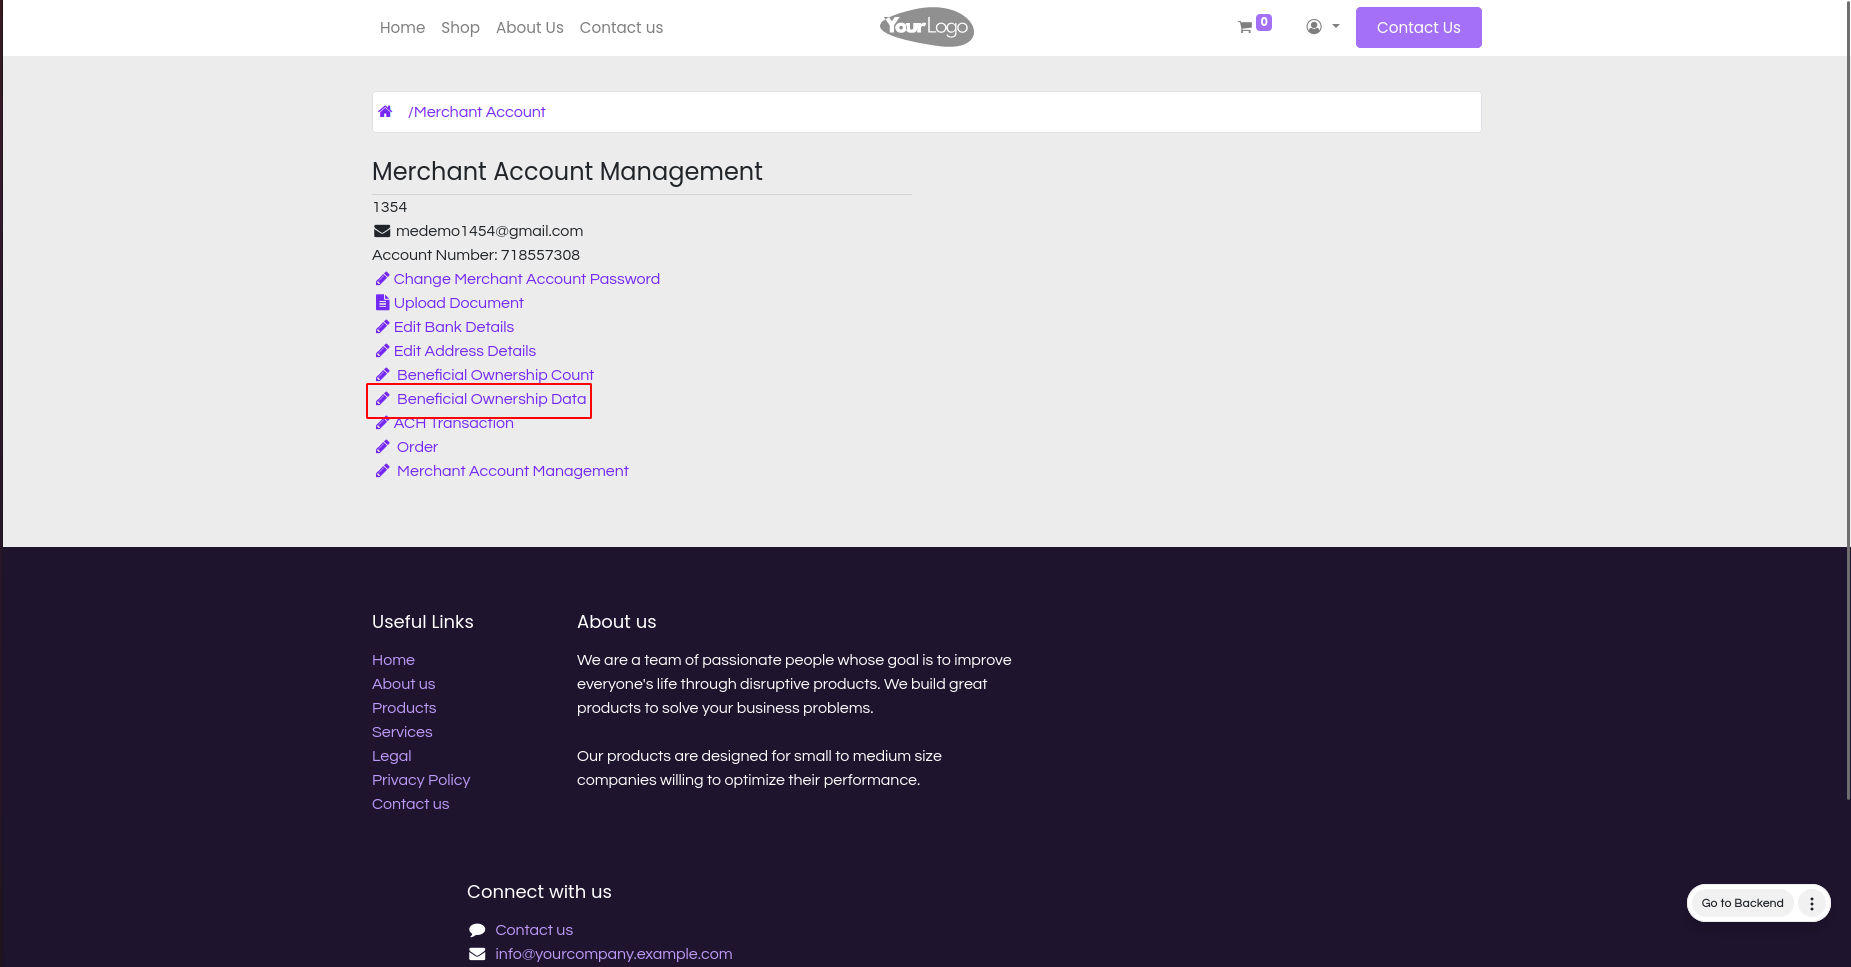 Home Shop About Us Contact us YourLogo 0 Contact Us
/Merchant Account
Merchant Account Management
1354
medemo1454@gmail.com
Account Number: 718557308
Change Merchant Account Password
Upload Document
Edit Bank Details
Edit Address Details
Beneficial Ownership Count
Beneficial Ownership Data
ACH Transaction
Order
Merchant Account Management
Useful Links
Home
About us
Products
Services
Legal
Privacy Policy
Contact us
About us
We are a team of passionate people whose goal is to improve
everyone's life through disruptive products. We build great
products to solve your business problems.
Our products are designed for small to medium size
companies willing to optimize their performance.
Connect with us
Contact us
info@yourcompany.example.com
Go to Backend